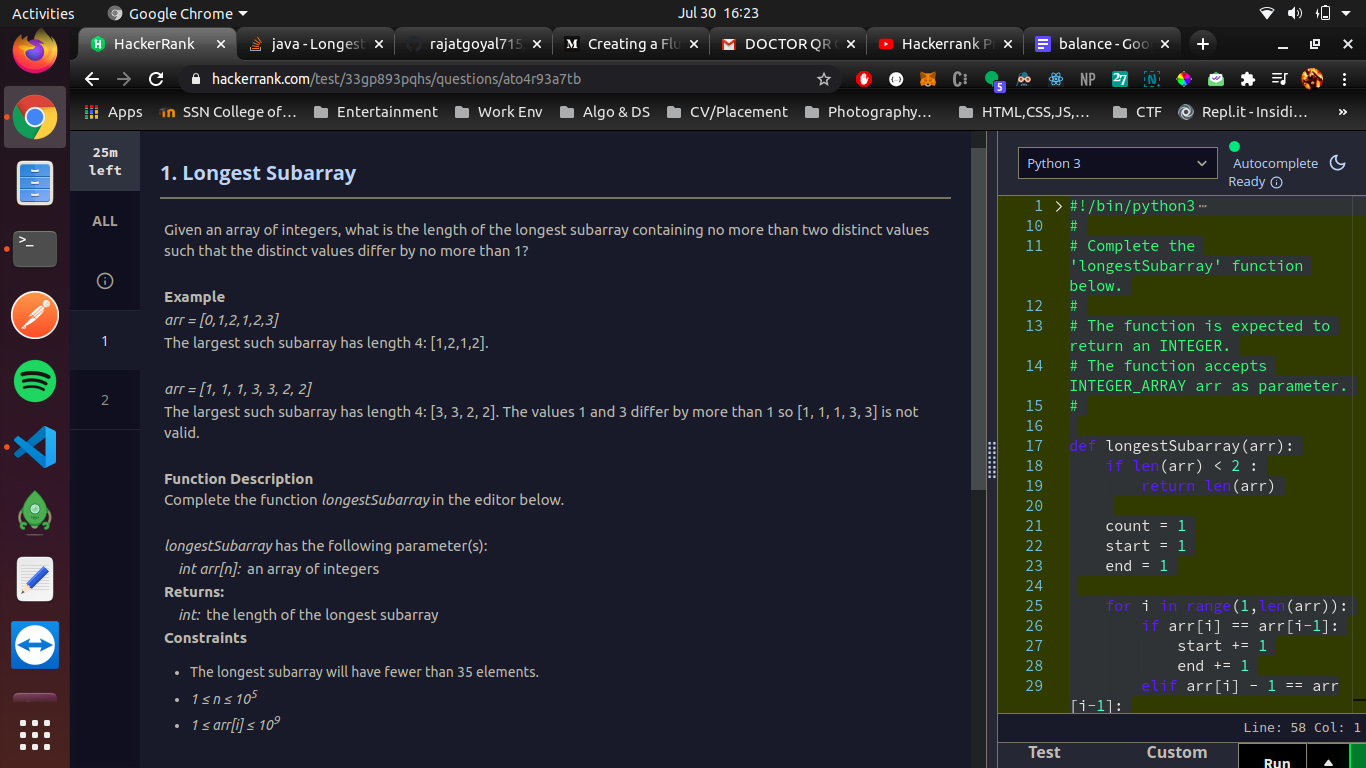 Activities
Google Chrome
Jul 30 16:23
HackerRank
java - Longest
rajatgoyal715
Creating a Flu
DOCTOR QR
Hackerrank P
balance - Goo
hackerrank.com/test/33gp893pqhs/questions/ato4r93a7tb
5
NP
27
Apps
SSN College of...
Entertainment
Work Env
Algo & DS
CV/Placement
Photography...
HTML,CSS,JS,...
CTF
Repl.it - Insidi...
»
25m
left
ALL
1
2
1. Longest Subarray
Given an array of integers, what is the length of the longest subarray containing no more than two distinct values
such that the distinct values differ by no more than 1?
Example
arr = [0,1,2,1,2,3]
The largest such subarray has length 4: [1,2,1,2].
arr = [1, 1, 1, 3, 3, 2, 2]
The largest such subarray has length 4: [3, 3, 2, 2]. The values 1 and 3 differ by more than 1 so [1, 1, 1, 3, 3] is not
valid.
Function Description
Complete the function longestSubarray in the editor below.
longestSubarray has the following parameter(s):
int arr[n]: an array of integers
Returns:
int: the length of the longest subarray
Constraints
• The longest subarray will have fewer than 35 elements.
• 1 ≤ n ≤ 10⁵
• 1 ≤ arr[i] ≤ 10⁹
Python 3
Autocomplete
Ready
1 #!/bin/python3
10 #
11 # Complete the
'longestSubarray' function
below.
12 #
13 # The function is expected to
return an INTEGER.
14 # The function accepts
INTEGER_ARRAY arr as parameter.
15 #
16
17 def longestSubarray(arr):
18 if len(arr) < 2 :
19 return len(arr)
20
21 count = 1
22 start = 1
23 end = 1
24
25 for i in range(1,len(arr)):
26 if arr[i] == arr[i-1]:
27 start += 1
28 end += 1
29 elif arr[i] - 1 == arr
[i-1]:
Line: 58 Col: 1
Test
Custom
Run